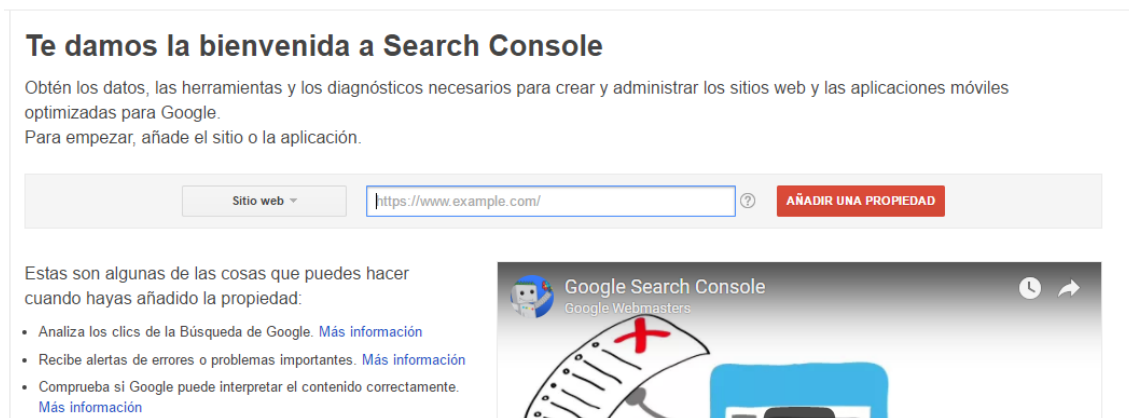 Te damos la bienvenida a Search Console
Obtén los datos, las herramientas y los diagnósticos necesarios para crear y administrar los sitios web y las aplicaciones móviles
optimizadas para Google.
Para empezar, añade el sitio o la aplicación.
Sitio web
https://www.example.com/
?
AÑADIR UNA PROPIEDAD
Estas son algunas de las cosas que puedes hacer
cuando hayas añadido la propiedad:
Analiza los clics de la Búsqueda de Google. Más información
Recibe alertas de errores o problemas importantes. Más información
Comprueba si Google puede interpretar el contenido correctamente.
Más información
Google Search Console
Google Webmasters